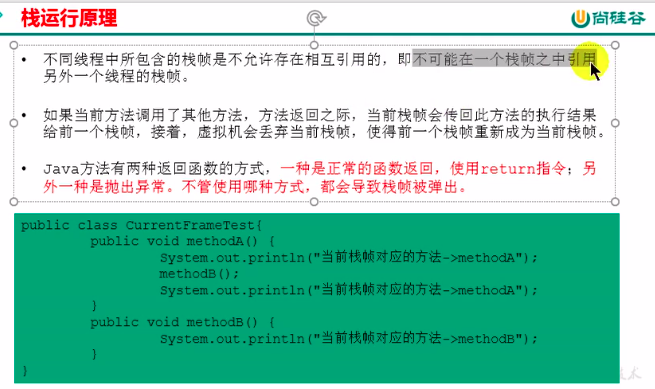 栈运行原理
尚硅谷
• 不同线程中所包含的栈帧是不允许存在相互引用的，即不可能在一个栈帧之中引用
另外一个线程的栈帧。
• 如果当前方法调用了其他方法，方法返回之际，当前栈帧会传回此方法的执行结果
给前一个栈帧，接着，虚拟机会丢弃当前栈帧，使得前一个栈帧重新成为当前栈帧。
• Java方法有两种返回函数的方式，一种是正常的函数返回，使用return指令；另
外一种是抛出异常。不管使用哪种方式，都会导致栈帧被弹出。
public class CurrentFrameTest{
public void methodA() {
System.out.println("当前栈帧对应的方法->methodA");
methodB();
System.out.println("当前栈帧对应的方法->methodA");
}
public void methodB() {
System.out.println("当前栈帧对应的方法->methodB");
}
}